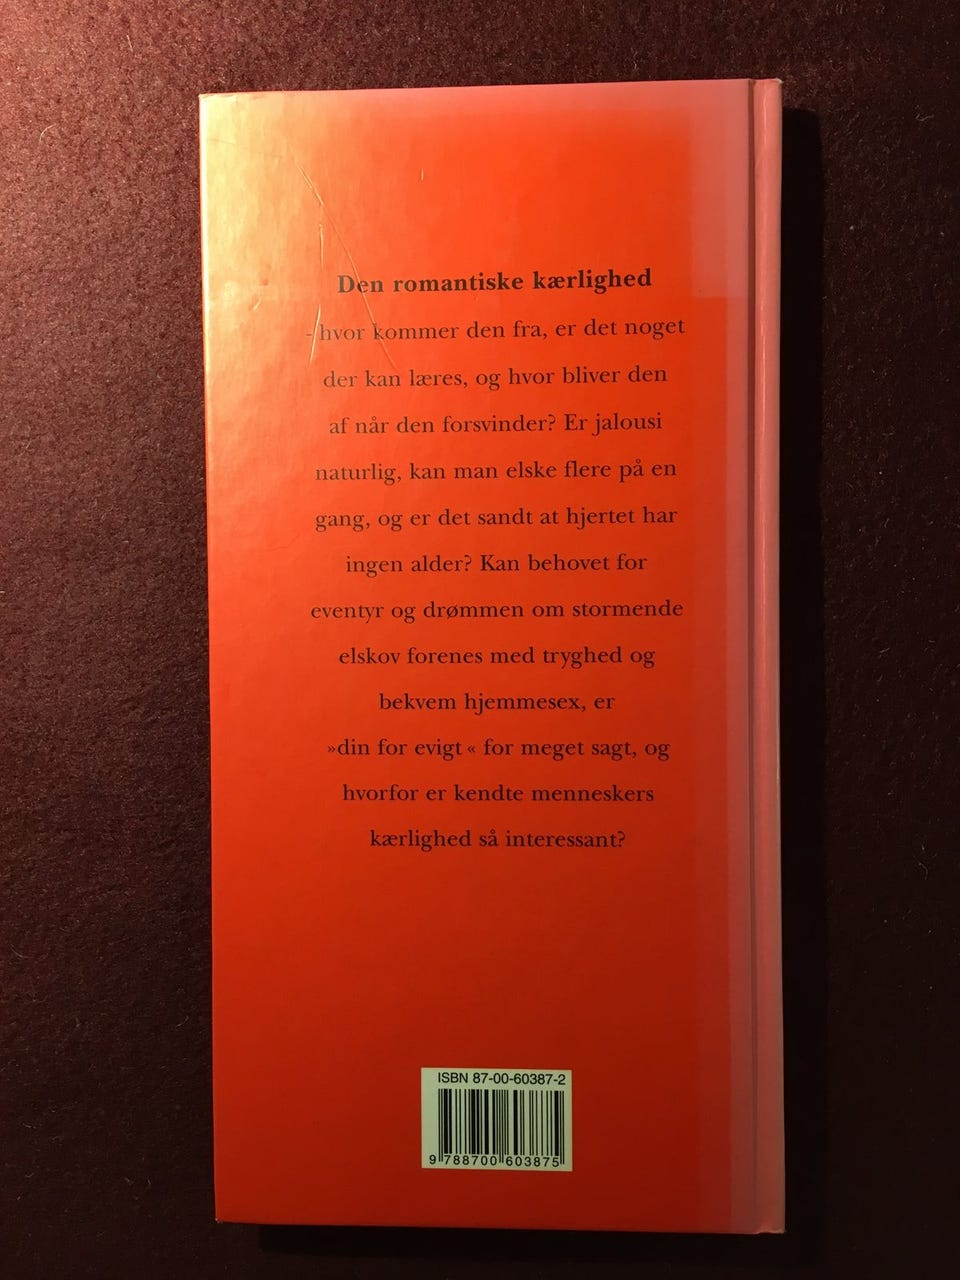 Den romantiske kærlighed
- hvor kommer den fra, er det noget
der kan læres, og hvor bliver den
af når den forsvinder? Er jalousi
naturlig, kan man elske flere på en
gang, og er det sandt at hjertet har
ingen alder? Kan behovet for
eventyr og drømmen om stormende
elskov forenes med tryghed og
bekvem hjemmesex, er
»din for evigt« for meget sagt, og
hvorfor er kendte menneskers
kærlighed så interessant?
ISBN 87-00-60387-2
9 788700 603875